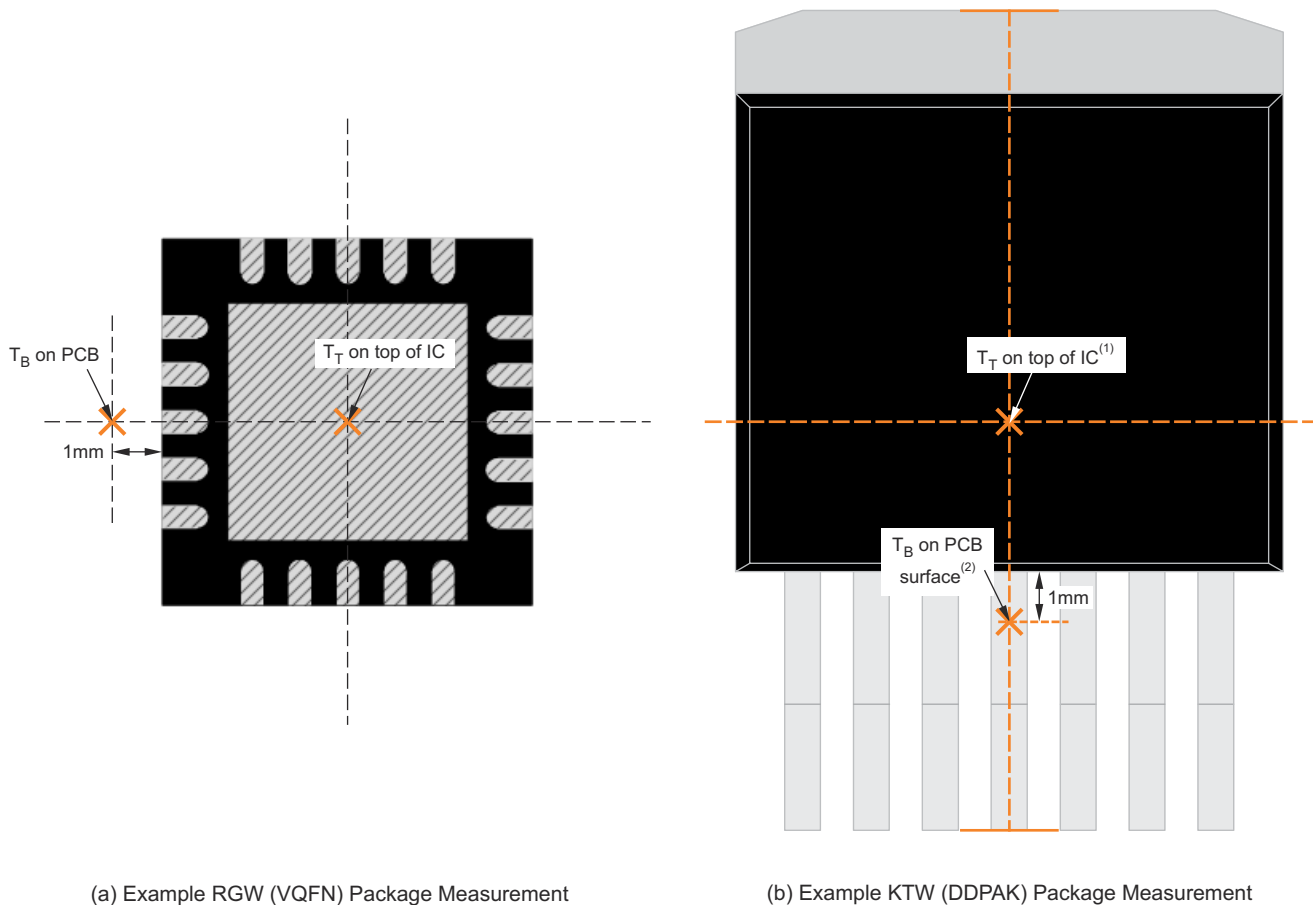 T_B on PCB
T_T on top of IC
1mm
(a) Example RGW (VQFN) Package Measurement
T_T on top of IC(1)
T_B on PCB
surface(2)
1mm
(b) Example KTW (DDPAK) Package Measurement